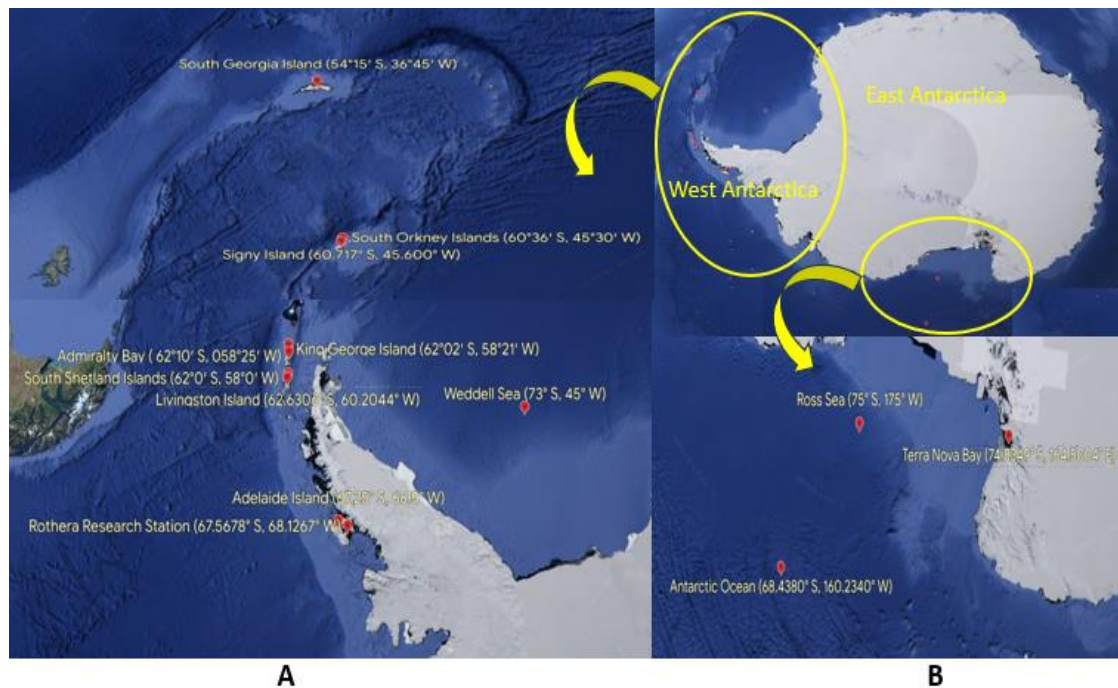 South Georgia Island (54°15' S, 36°45' W)
South Orkney Islands (60°36' S, 45°30' W)
Signy Island (60.717° S, 45.600° W)
Admiralty Bay ( 62°10' S, 058°25' W)
King George Island (62°02' S, 58°21' W)
South Shetland Islands (62°0' S, 58°0' W)
Livingston Island (62.6306° S, 60.2044° W)
Weddell Sea (73° S, 45° W)
Adelaide Island
Rothera Research Station (67.5678° S, 68.1267° W)
A
East Antarctica
West Antarctica
Ross Sea (75° S, 175° W)
Terra Nova Bay
Antarctic Ocean (68.4380° S, 160.2340° W)
B